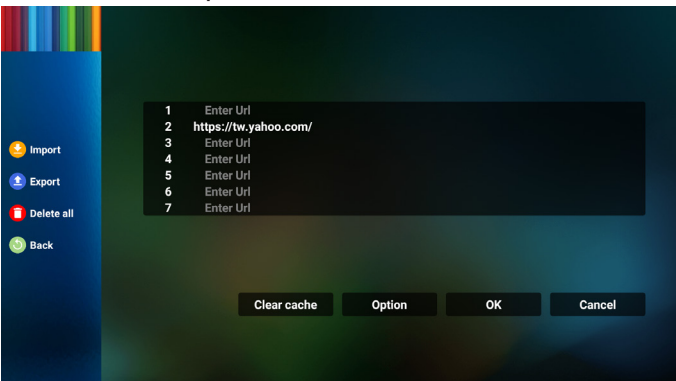 1 Enter Url
2 https://tw.yahoo.com/
3 Enter Url
4 Enter Url
5 Enter Url
6 Enter Url
7 Enter Url
Import
Export
Delete all
Back
Clear cache Option OK Cancel